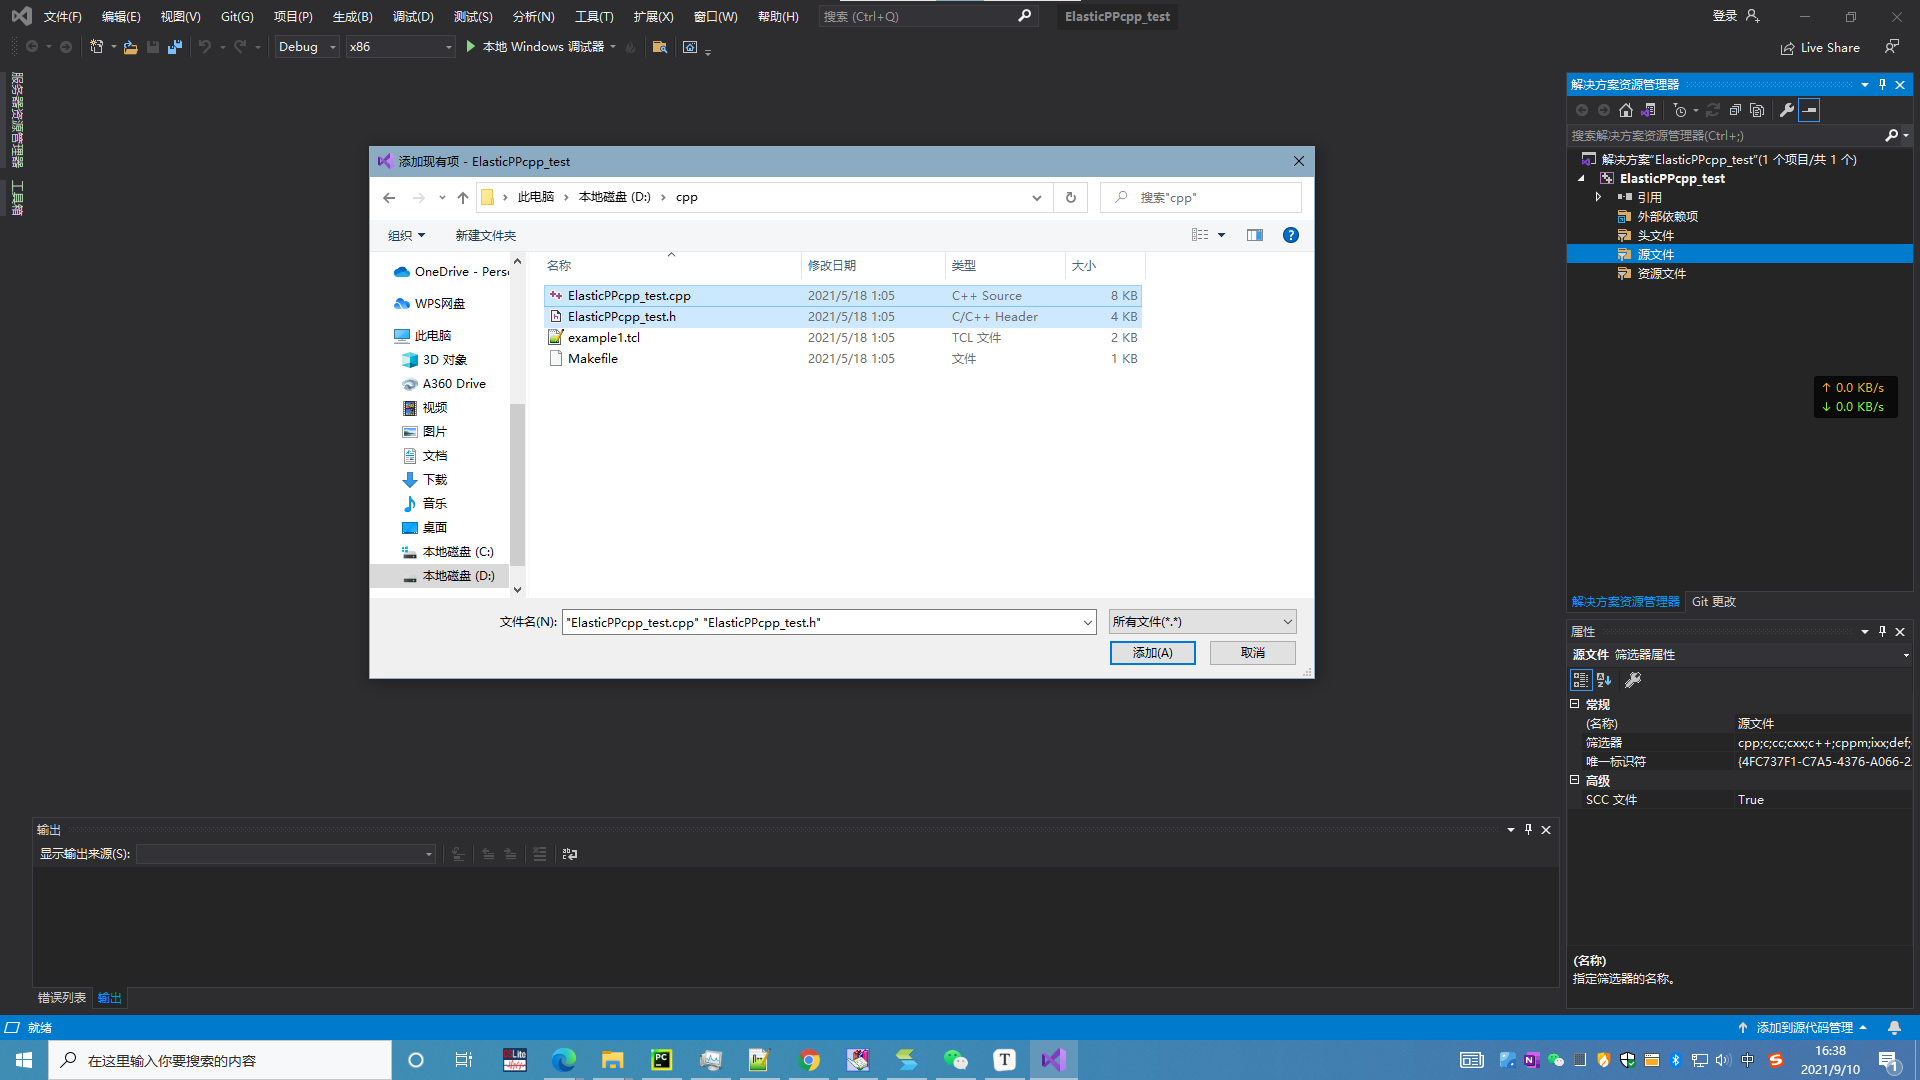 文件(F) 编辑(E) 视图(V) Git(G) 项目(P) 生成(B) 调试(D) 测试(S) 分析(N) 工具(T) 扩展(X) 窗口(W) 帮助(H) 搜索 (Ctrl+Q) ElasticPPcpp_test 登录
Debug x86 本地 Windows 调试器 Live Share
服务器资源管理器
工具箱
添加现有项 - ElasticPPcpp_test
此电脑 本地磁盘 (D:) cpp 搜索"cpp"
组织 新建文件夹
OneDrive - Pers
WPS网盘
此电脑
3D 对象
A360 Drive
视频
图片
文档
下载
音乐
桌面
本地磁盘 (C:)
本地磁盘 (D:)
名称 修改日期 类型 大小
ElasticPPcpp_test.cpp 2021/5/18 1:05 C++ Source 8 KB
ElasticPPcpp_test.h 2021/5/18 1:05 C/C++ Header 4 KB
example1.tcl 2021/5/18 1:05 TCL 文件 2 KB
Makefile 2021/5/18 1:05 文件 1 KB
文件名(N): "ElasticPPcpp_test.cpp" "ElasticPPcpp_test.h" 所有文件(*.*)
添加(A) 取消
解决方案资源管理器
搜索解决方案资源管理器(Ctrl+;)
解决方案"ElasticPPcpp_test"(1 个项目/共 1 个)
ElasticPPcpp_test
引用
外部依赖项
头文件
源文件
资源文件
↑ 0.0 KB/s
↓ 0.0 KB/s
解决方案资源管理器 Git 更改
属性
源文件 筛选器属性
常规
(名称) 源文件
筛选器 cpp;c;cc;cxx;c++;cppm;ixx;def;
唯一标识符 {4FC737F1-C7A5-4376-A066-2
高级
SCC 文件 True
(名称)
指定筛选器的名称。
输出
显示输出来源(S):
错误列表 输出
就绪 添加到源代码管理
在这里输入你要搜索的内容
中
16:38
2021/9/10
1